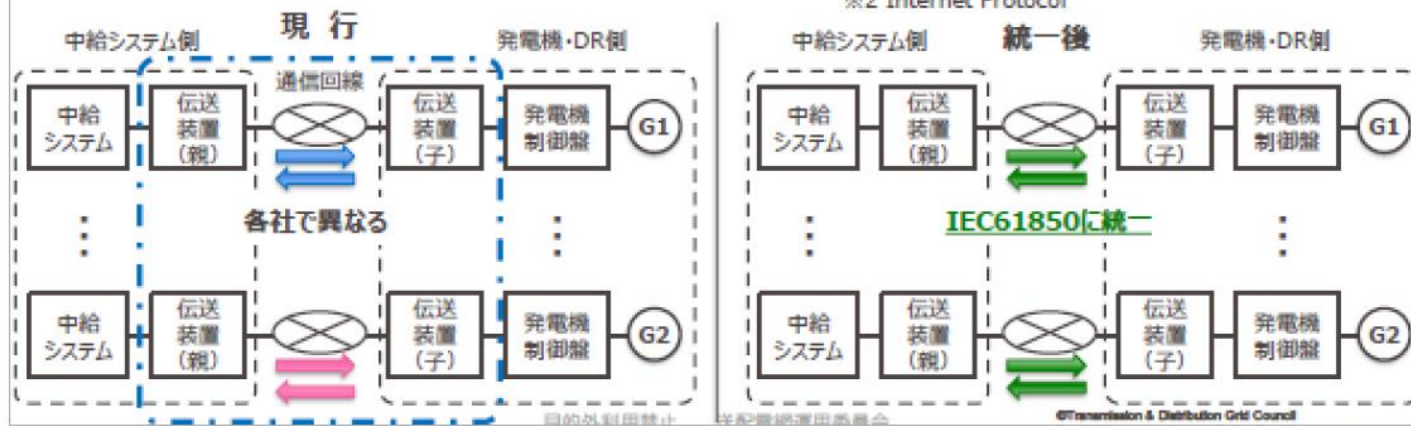 ※2 Internet Protocol
現 行
中給システム側
発電機・DR側
通信回線
中給
システム
伝送
装置
(親)
伝送
装置
(子)
発電機
制御盤
G1
各社で異なる
中給
システム
伝送
装置
(親)
伝送
装置
(子)
発電機
制御盤
G2
統一後
中給システム側
発電機・DR側
中給
システム
伝送
装置
(親)
伝送
装置
(子)
発電機
制御盤
G1
IEC61850に統一
中給
システム
伝送
装置
(親)
伝送
装置
(子)
発電機
制御盤
G2
目的外利用禁止 送配電網運用委員会
©Transmission & Distribution Grid Council